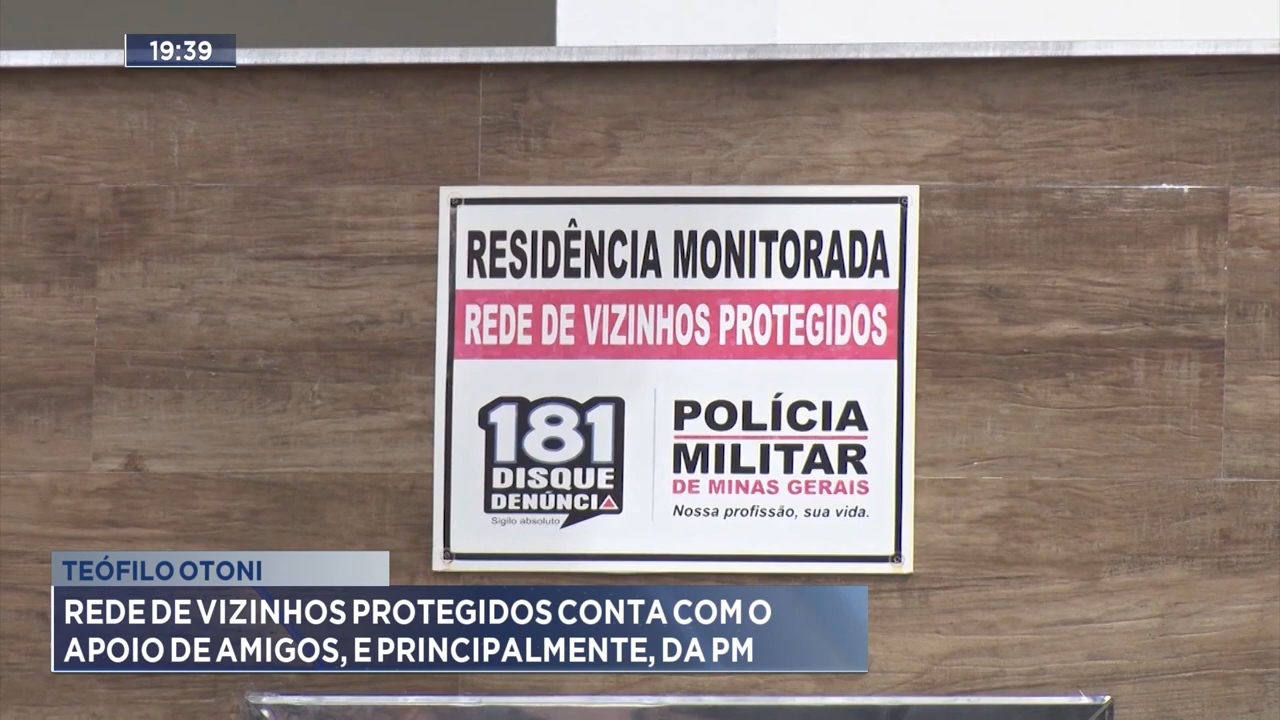 19:39
RESIDÊNCIA MONITORADA
REDE DE VIZINHOS PROTEGIDOS
181
DISQUE
DENÚNCIA
Sigilo absoluto
POLÍCIA
MILITAR
DE MINAS GERAIS
Nossa profissão, sua vida.
TEÓFILO OTONI
REDE DE VIZINHOS PROTEGIDOS CONTA COM O
APOIO DE AMIGOS, E PRINCIPALMENTE, DA PM